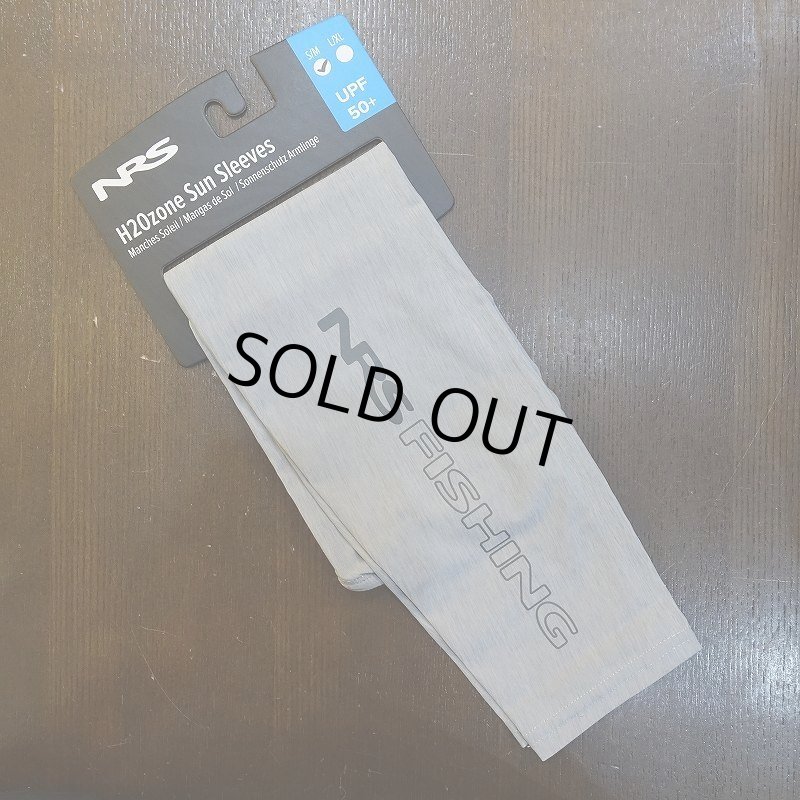 S/M L/XL
UPF
50+
NRS
H2Ozone Sun Sleeves
Manches Soleil / Mangas de Sol / Sonnenschutz Armlinge
NRS FISHING
SOLD OUT